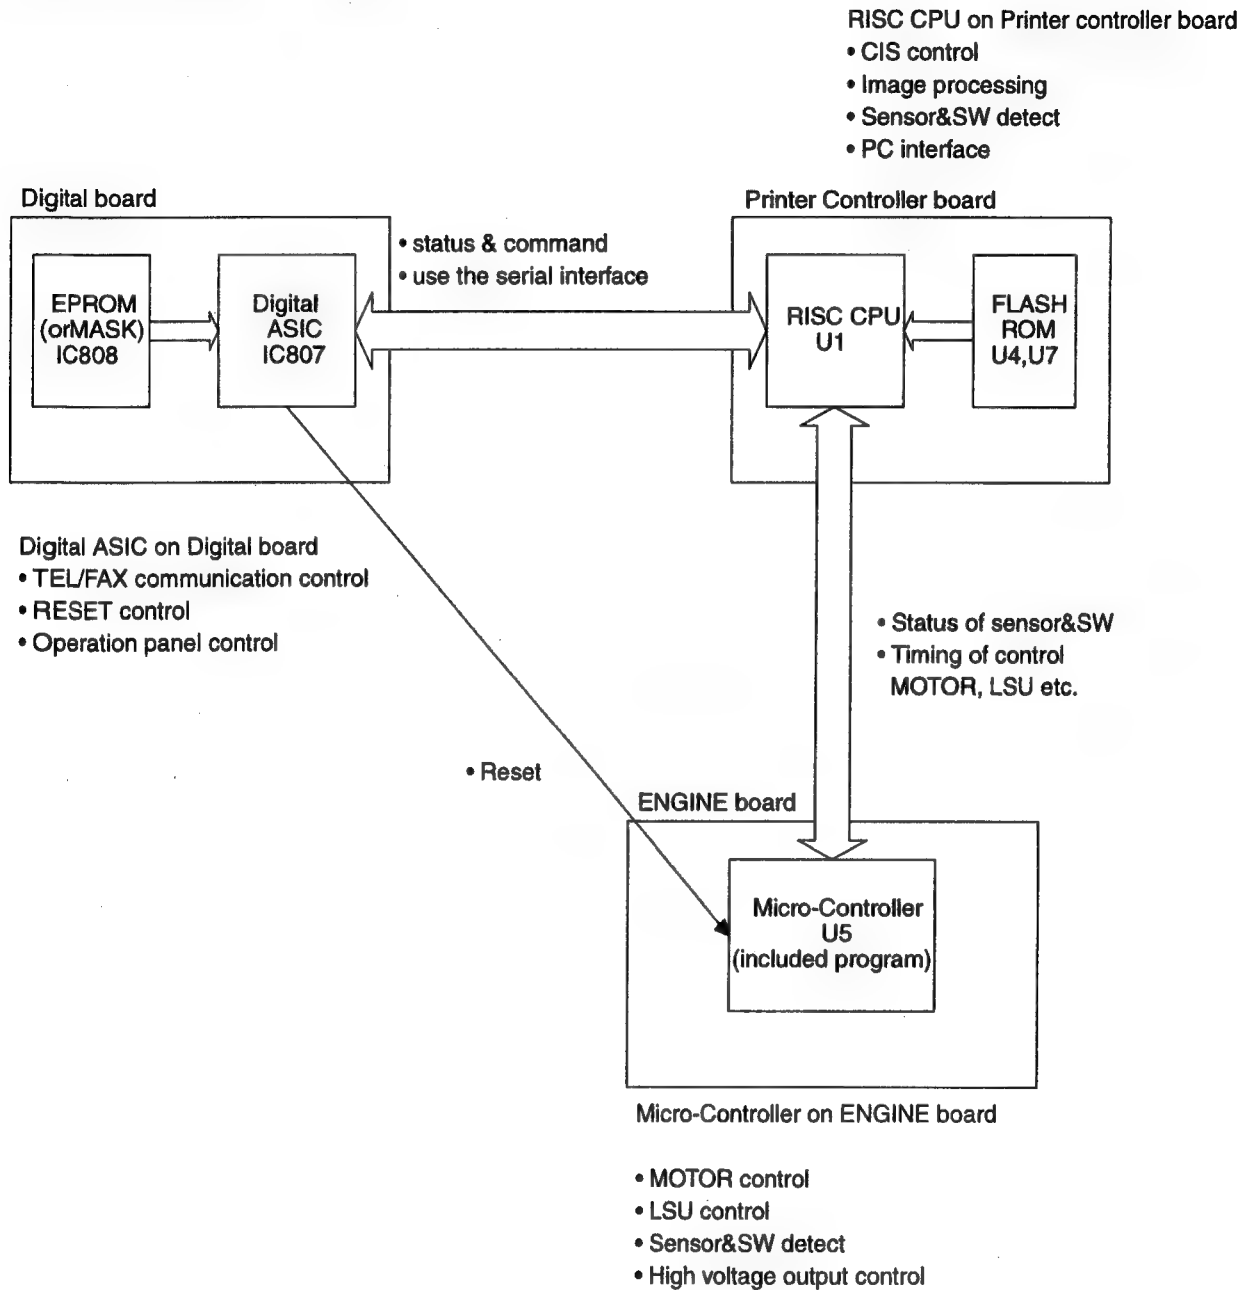 RISC CPU on Printer controller board
• CIS control
• Image processing
• Sensor&SW detect
• PC interface
Digital board
Printer Controller board
• status & command
• use the serial interface
EPROM
(orMASK)
IC808
Digital
ASIC
IC807
RISC CPU
U1
FLASH
ROM
U4,U7
Digital ASIC on Digital board
• TEL/FAX communication control
• RESET control
• Operation panel control
• Status of sensor&SW
• Timing of control
MOTOR, LSU etc.
• Reset
ENGINE board
Micro-Controller
U5
(included program)
Micro-Controller on ENGINE board
• MOTOR control
• LSU control
• Sensor&SW detect
• High voltage output control